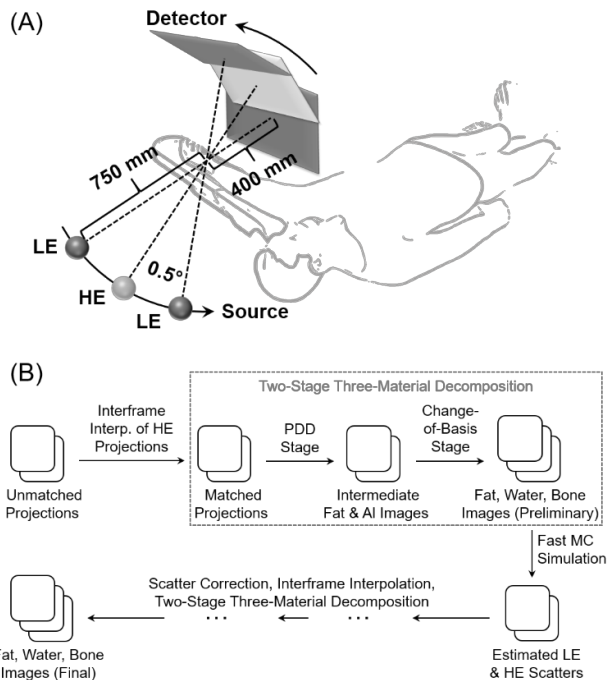 (A)
Detector
750 mm
400 mm
LE
HE
0.5°
LE
Source
(B)
Two-Stage Three-Material Decomposition
Interframe
Interp. of HE
Projections
PDD
Stage
Change-
of-Basis
Stage
Unmatched
Projections
Matched
Projections
Intermediate
Fat & Al Images
Fat, Water, Bone
Images (Preliminary)
Fast MC
Simulation
Scatter Correction, Interframe Interpolation,
Two-Stage Three-Material Decomposition
...
...
Fat, Water, Bone
Images (Final)
Estimated LE
& HE Scatters